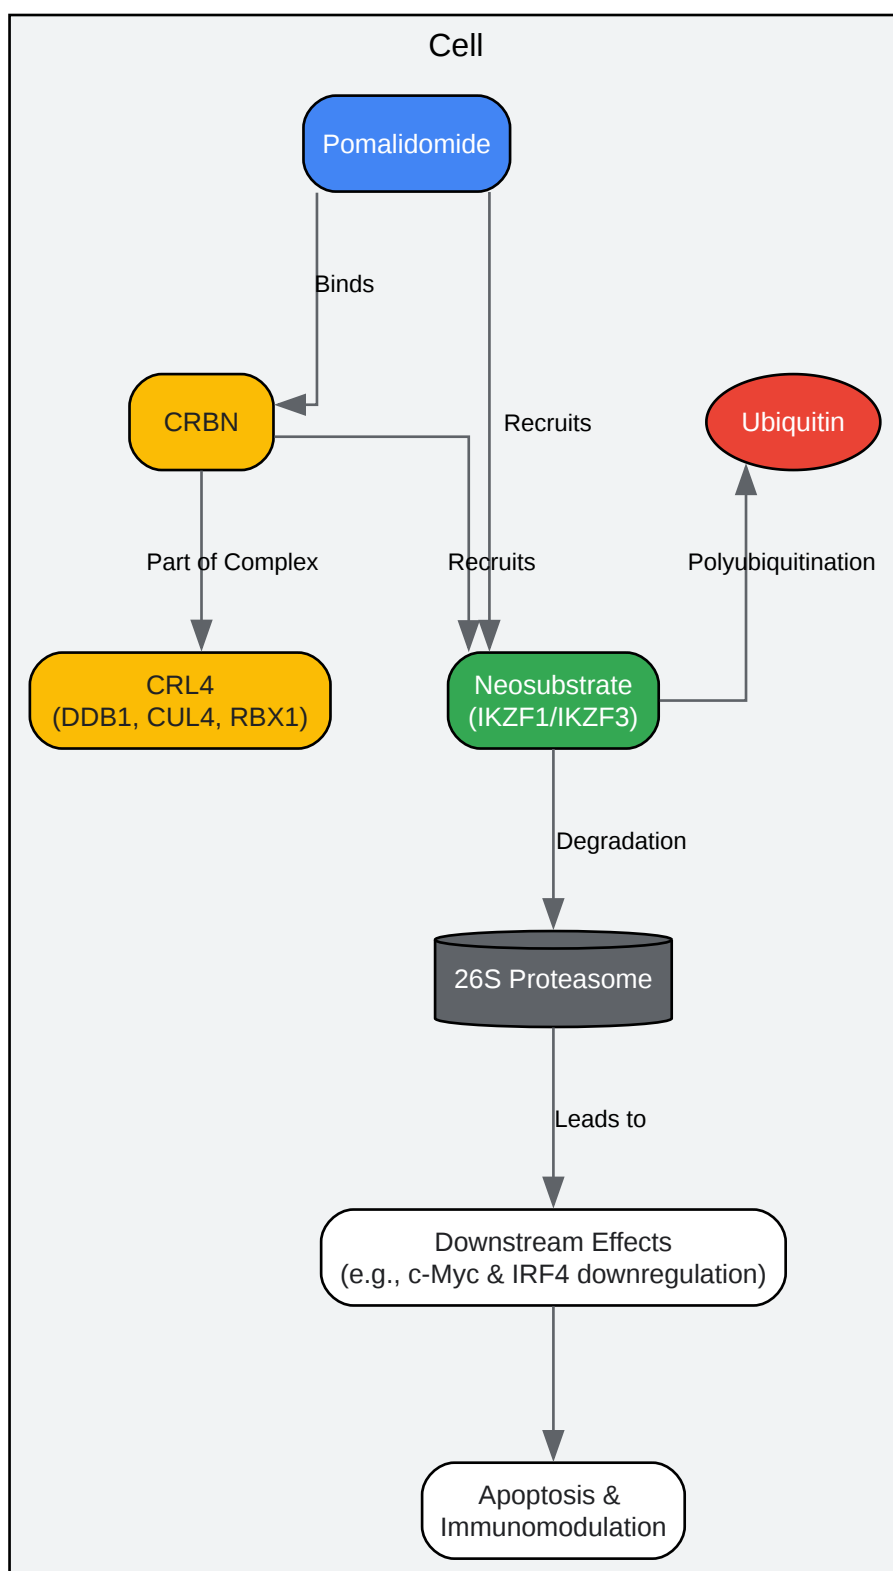 Cell
Pomalidomide
Binds
CRBN
Recruits
Ubiquitin
Part of Complex
Recruits
Polyubiquitination
CRL4
(DDB1, CUL4, RBX1)
Neosubstrate
(IKZF1/IKZF3)
Degradation
26S Proteasome
Leads to
Downstream Effects
(e.g., c-Myc & IRF4 downregulation)
Apoptosis &
Immunomodulation